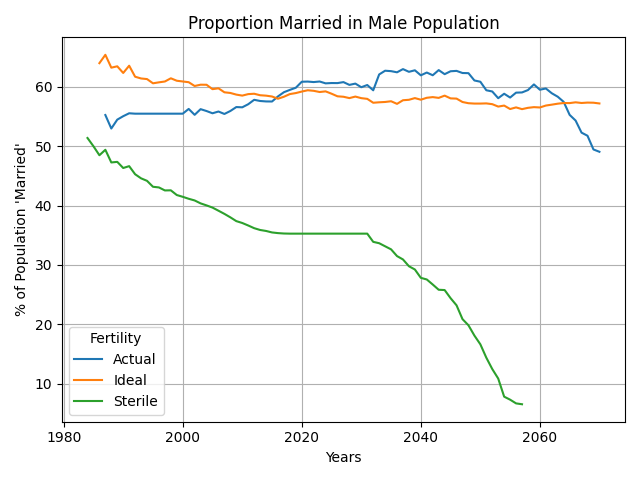 Proportion Married in Male Population
% of Population 'Married'
60
50
40
30
20
10
Fertility
Actual
Ideal
Sterile
1980
2000
2020
2040
2060
Years